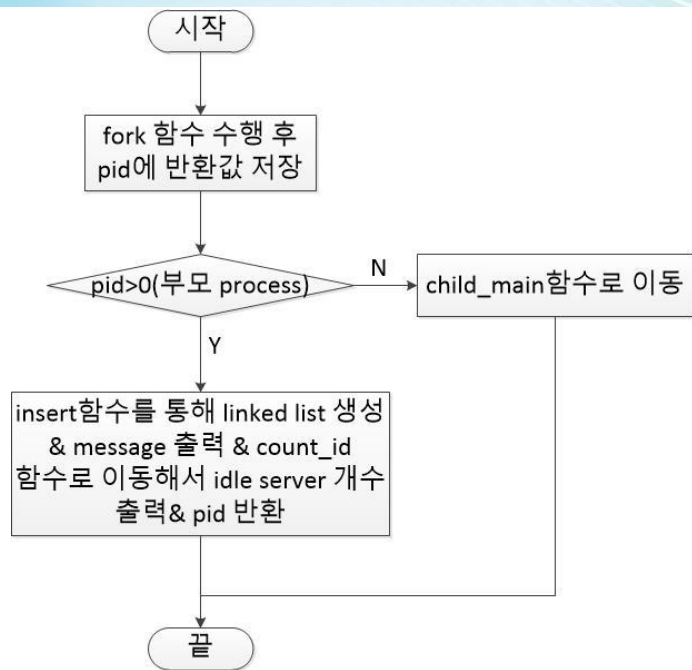 시작
fork 함수 수행 후
pid에 반환값 저장
pid>0(부모 process)
N
child_main함수로 이동
Y
insert함수를 통해 linked list 생성
& message 출력 & count_id
함수로 이동해서 idle server 개수
출력& pid 반환
끝